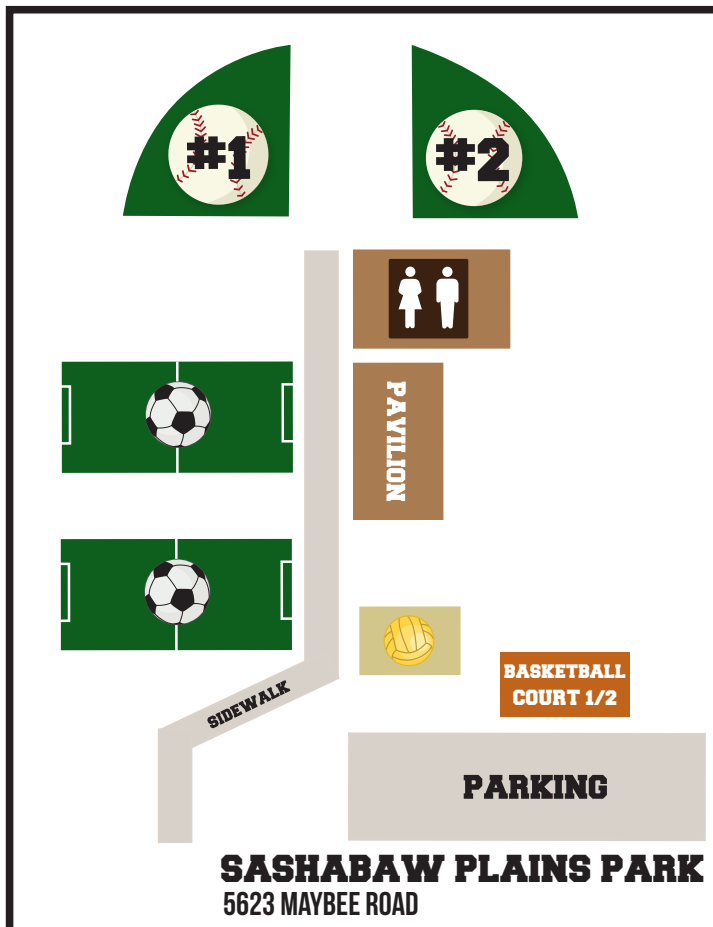 #1
#2
PAVILION
BASKETBALL
COURT 1/2
SIDEWALK
PARKING
SASHABAW PLAINS PARK
5623 MAYBEE ROAD